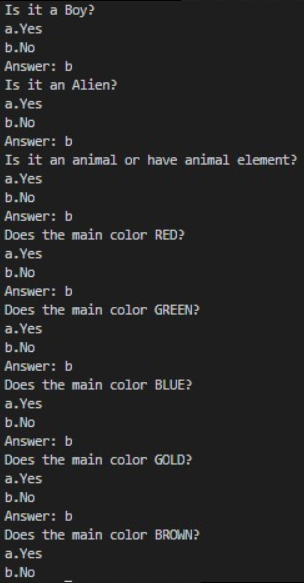 Is it a Boy?
a.Yes
b.No
Answer: b
Is it an Alien?
a.Yes
b.No
Answer: b
Is it an animal or have animal element?
a.Yes
b.No
Answer: b
Does the main color RED?
a.Yes
b.No
Answer: b
Does the main color GREEN?
a.Yes
b.No
Answer: b
Does the main color BLUE?
a.Yes
b.No
Answer: b
Does the main color GOLD?
a.Yes
b.No
Answer: b
Does the main color BROWN?
a.Yes
b.No